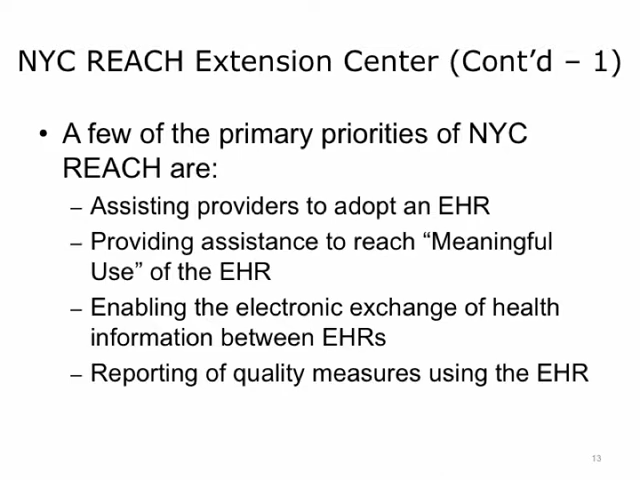 NYC REACH Extension Center (Cont’d – 1)
• A few of the primary priorities of NYC
REACH are:
– Assisting providers to adopt an EHR
– Providing assistance to reach “Meaningful
Use” of the EHR
– Enabling the electronic exchange of health
information between EHRs
– Reporting of quality measures using the EHR
13